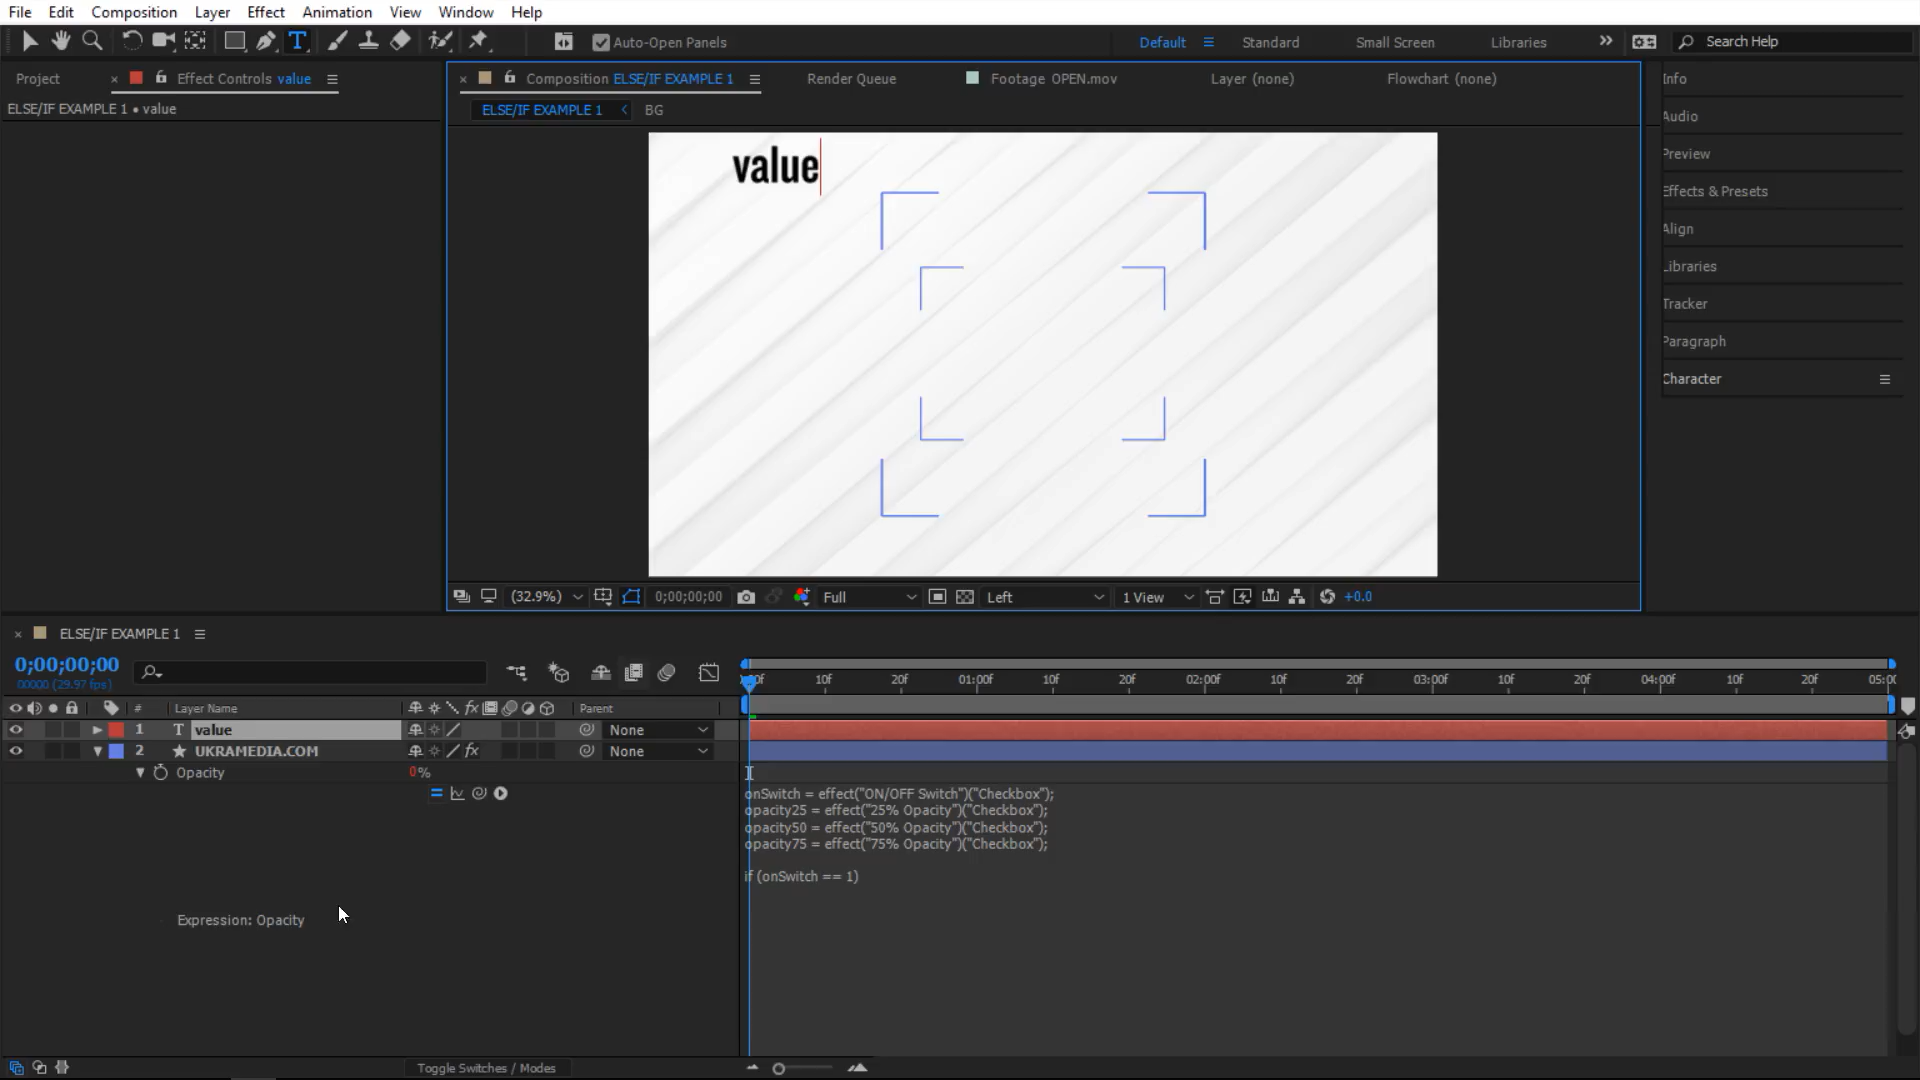 File Edit Composition Layer Effect Animation View Window Help
Auto-Open Panels Default Standard Small Screen Libraries Search Help
Project Effect Controls value
ELSE/IF EXAMPLE 1 • value
Composition ELSE/IF EXAMPLE 1 Render Queue Footage OPEN.mov Layer (none) Flowchart (none)
ELSE/IF EXAMPLE 1 BG
value
Info
Audio
Preview
Effects & Presets
Align
Libraries
Tracker
Paragraph
Character
(32.9%) 0;00;00;00 Full Left 1 View +0.0
ELSE/IF EXAMPLE 1
0;00;00;00
00000 (29.97 fps)
10f 20f 01:00f 10f 20f 02:00f 10f 20f 03:00f 10f 20f 04:00f 10f 20f 05:00
# Layer Name fx Parent
1 T value None
2 UKRAMEDIA.COM fx None
Opacity 0%
Expression: Opacity
onSwitch = effect("ON/OFF Switch")("Checkbox");
opacity25 = effect("25% Opacity")("Checkbox");
opacity50 = effect("50% Opacity")("Checkbox");
opacity75 = effect("75% Opacity")("Checkbox");
if (onSwitch == 1)
Toggle Switches / Modes